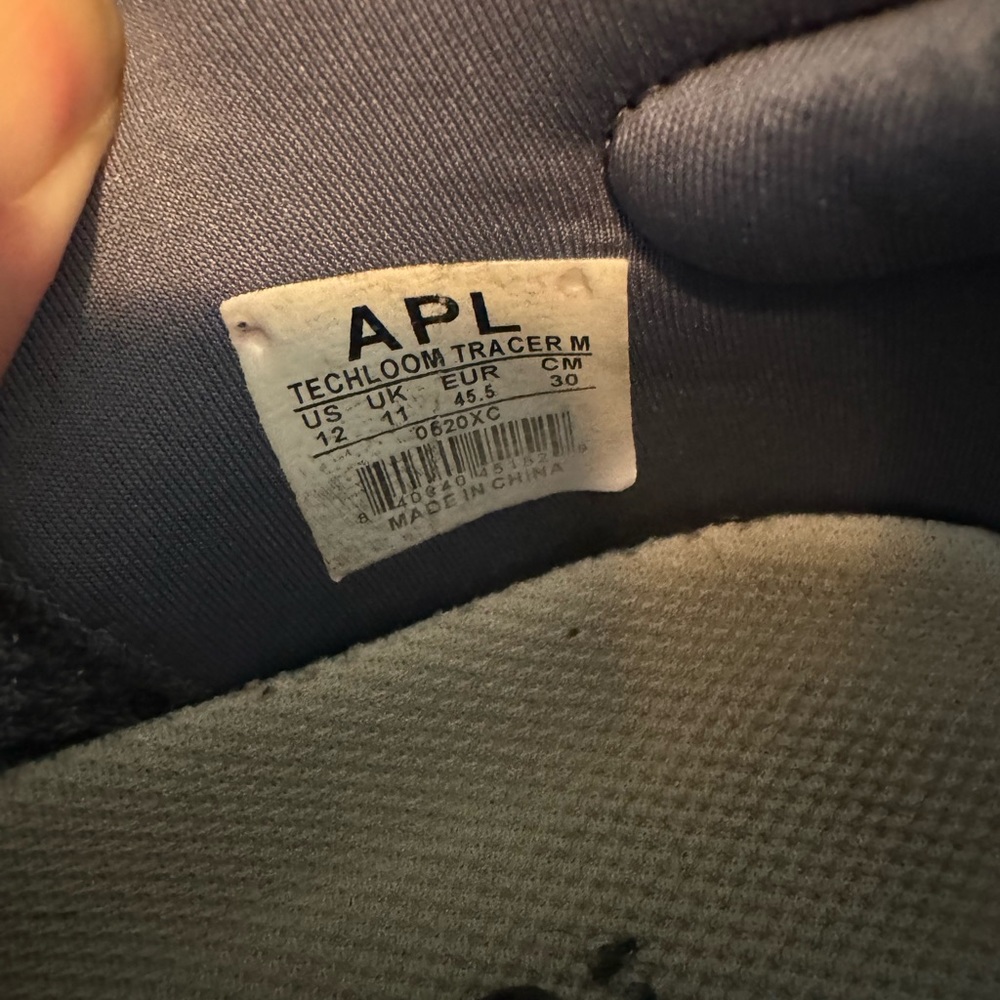 APL
TECHLOOM TRACER M
US UK EUR CM
12 11 45.5 30
0620XC
MADE IN CHINA